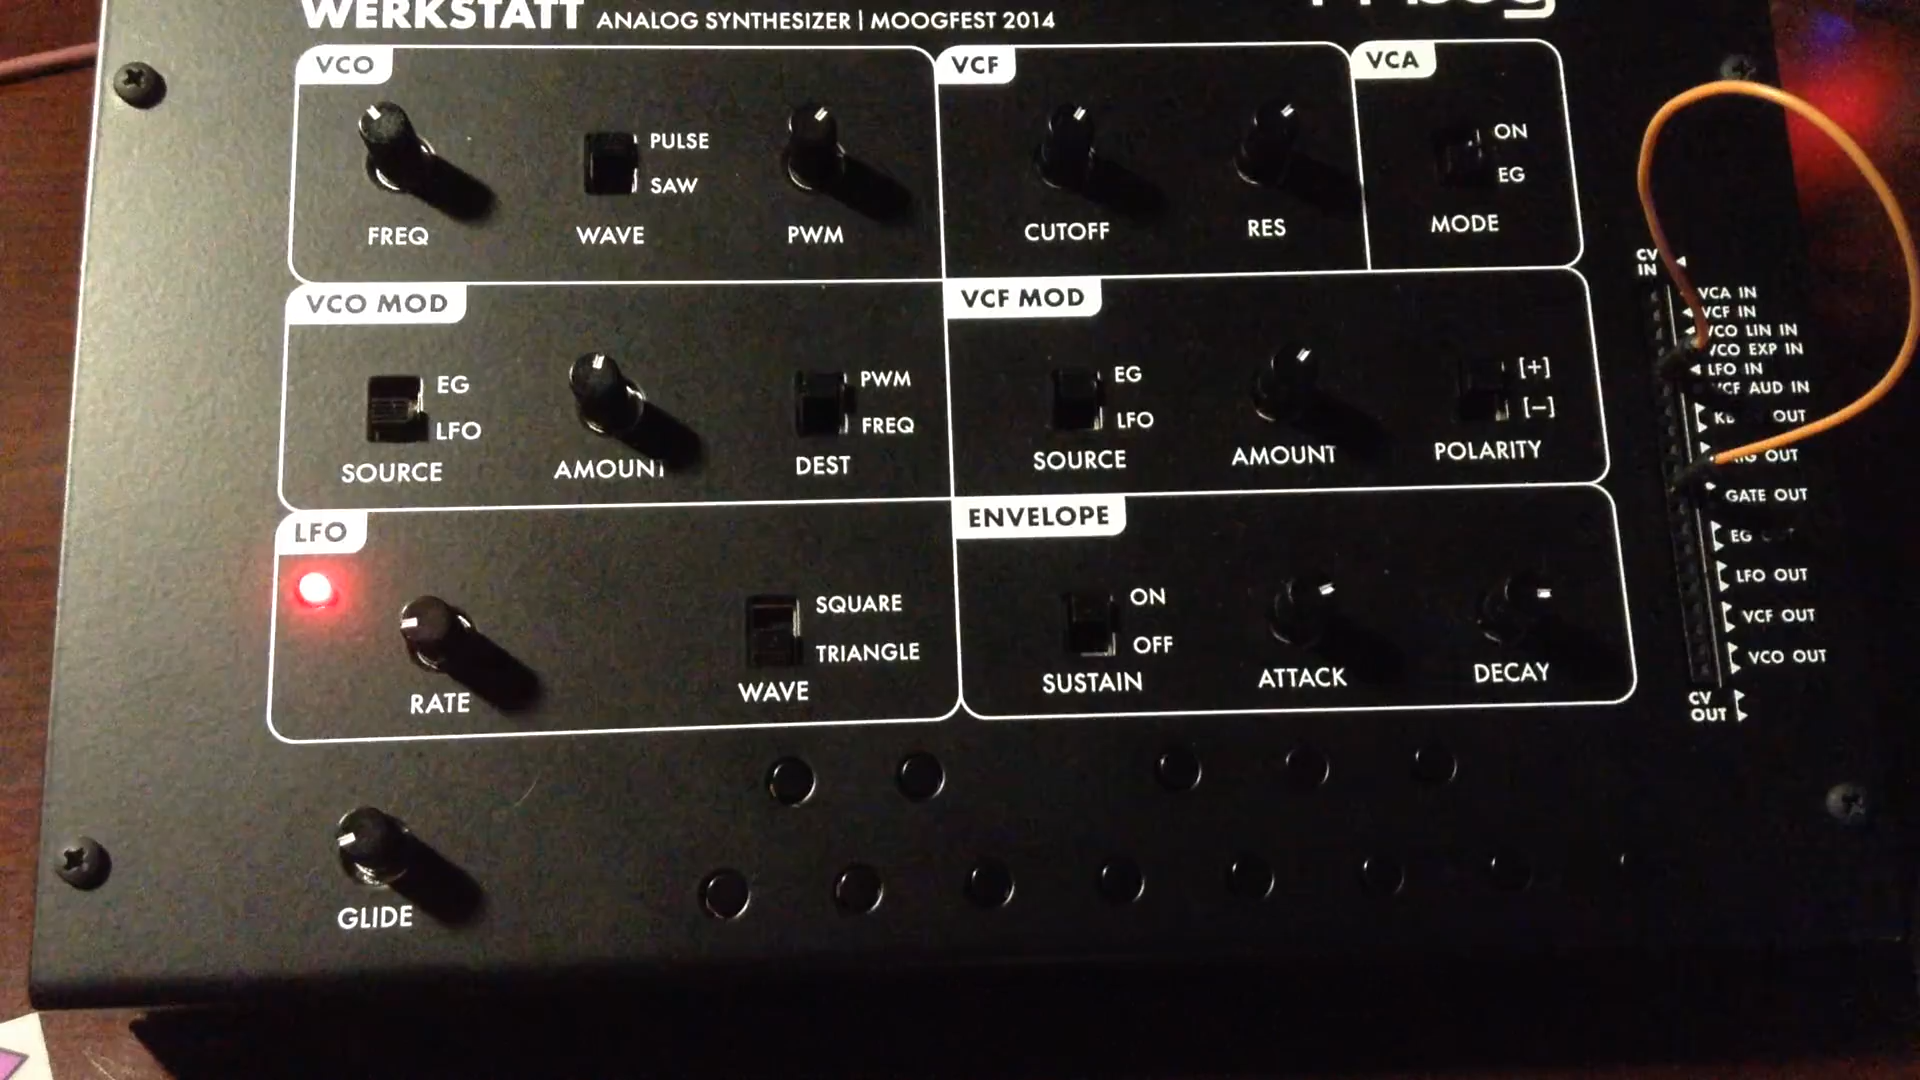 WERKSTATT ANALOG SYNTHESIZER | MOOGFEST 2014
VCO
VCF
VCA
PULSE
SAW
ON
EG
FREQ
WAVE
PWM
CUTOFF
RES
MODE
VCO MOD
VCF MOD
EG
LFO
PWM
FREQ
EG
LFO
[+]
[–]
SOURCE
AMOUNT
DEST
SOURCE
AMOUNT
POLARITY
LFO
ENVELOPE
SQUARE
TRIANGLE
ON
OFF
RATE
WAVE
SUSTAIN
ATTACK
DECAY
GLIDE
CV
IN
VCA IN
VCF IN
VCO LIN IN
VCO EXP IN
LFO IN
VCF AUD IN
OUT
OUT
GATE OUT
EG
LFO OUT
VCF OUT
VCO OUT
CV
OUT